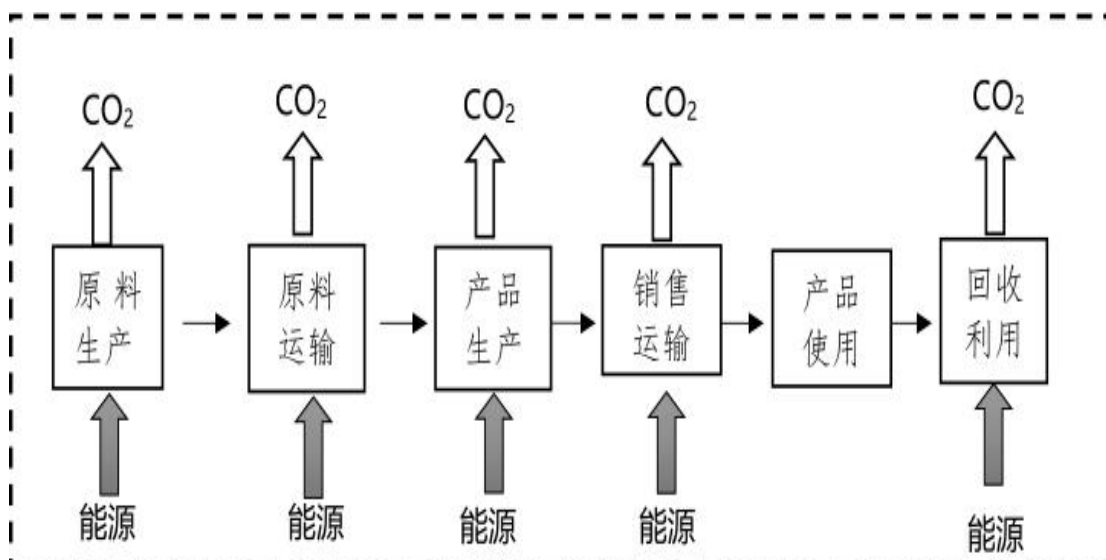 CO₂
CO₂
CO₂
CO₂
CO₂
原料
生产
原料
运输
产品
生产
销售
运输
产品
使用
回收
利用
能源
能源
能源
能源
能源